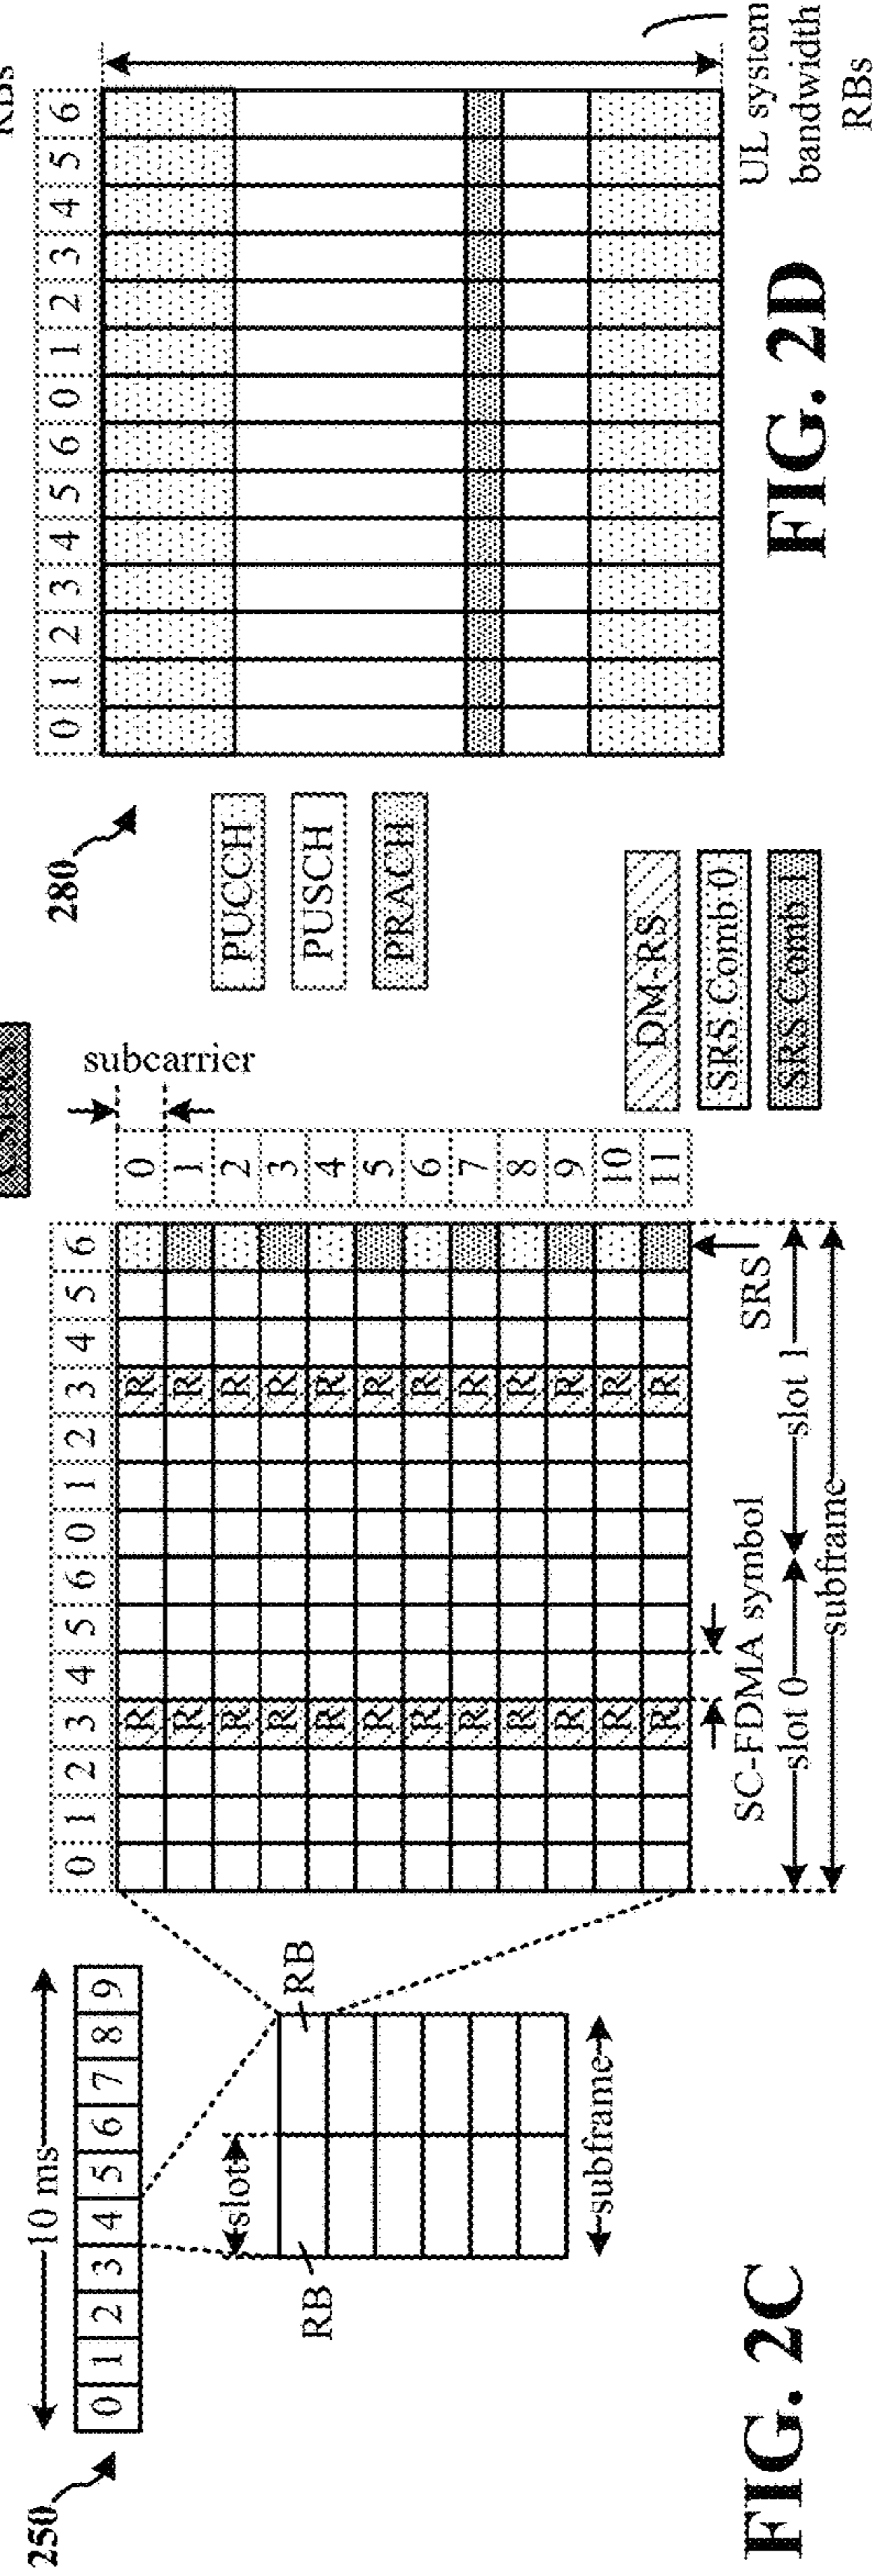 250
10 ms
0 1 2 3 4 5 6 7 8 9
slot
RB
RB
subframe
FIG. 2C
0 1 2 3 4 5 6 0 1 2 3 4 5 6
subcarrier
R R 0
R R 1
R R 2
R R 3
R R 4
R R 5
R R 6
R R 7
R R 8
R R 9
R R 10
R R 11
SC-FDMA symbol
SRS
slot 0
slot 1
subframe
DM-RS
SRS Comb 0
SRS Comb 1
280
PUCCH
PUSCH
PRACH
RBs
0 1 2 3 4 5 6 0 1 2 3 4 5 6
UL system
bandwidth
RBs
FIG. 2D